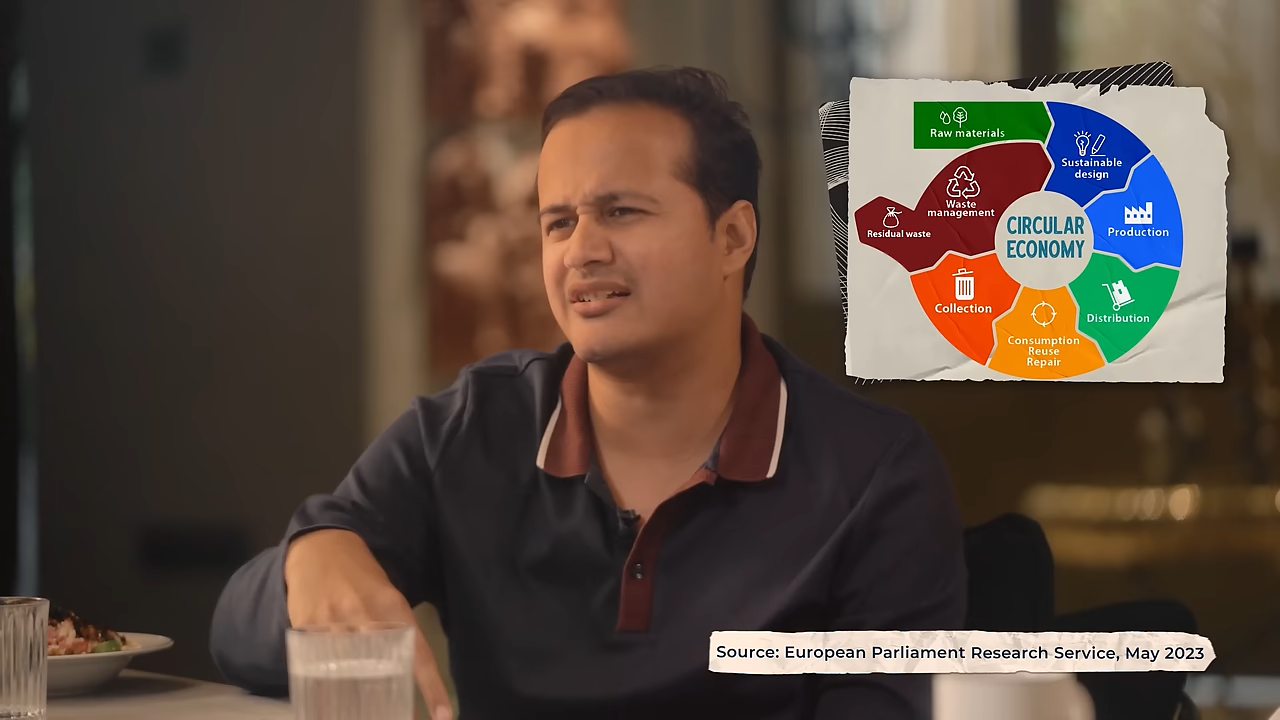 Raw materials
Sustainable
design
Waste
management
Residual waste
CIRCULAR
ECONOMY
Production
Collection
Distribution
Consumption
Reuse
Repair
Source: European Parliament Research Service, May 2023